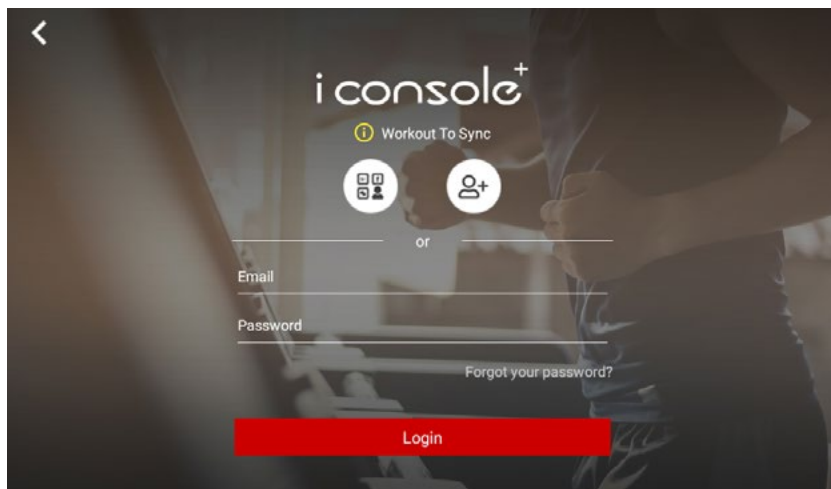 i console+
Workout To Sync
or
Email
Password
Forgot your password?
Login